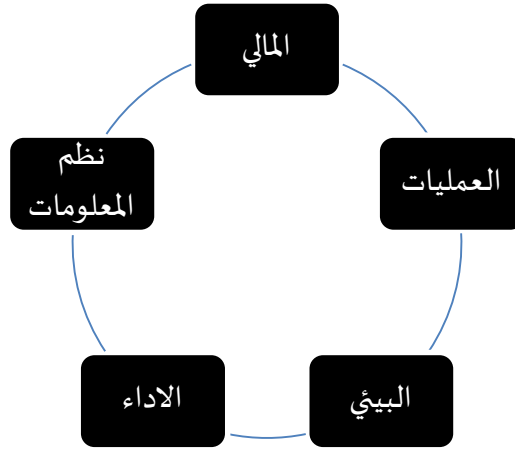 المالي
العمليات
البيئي
الاداء
نظم
المعلومات